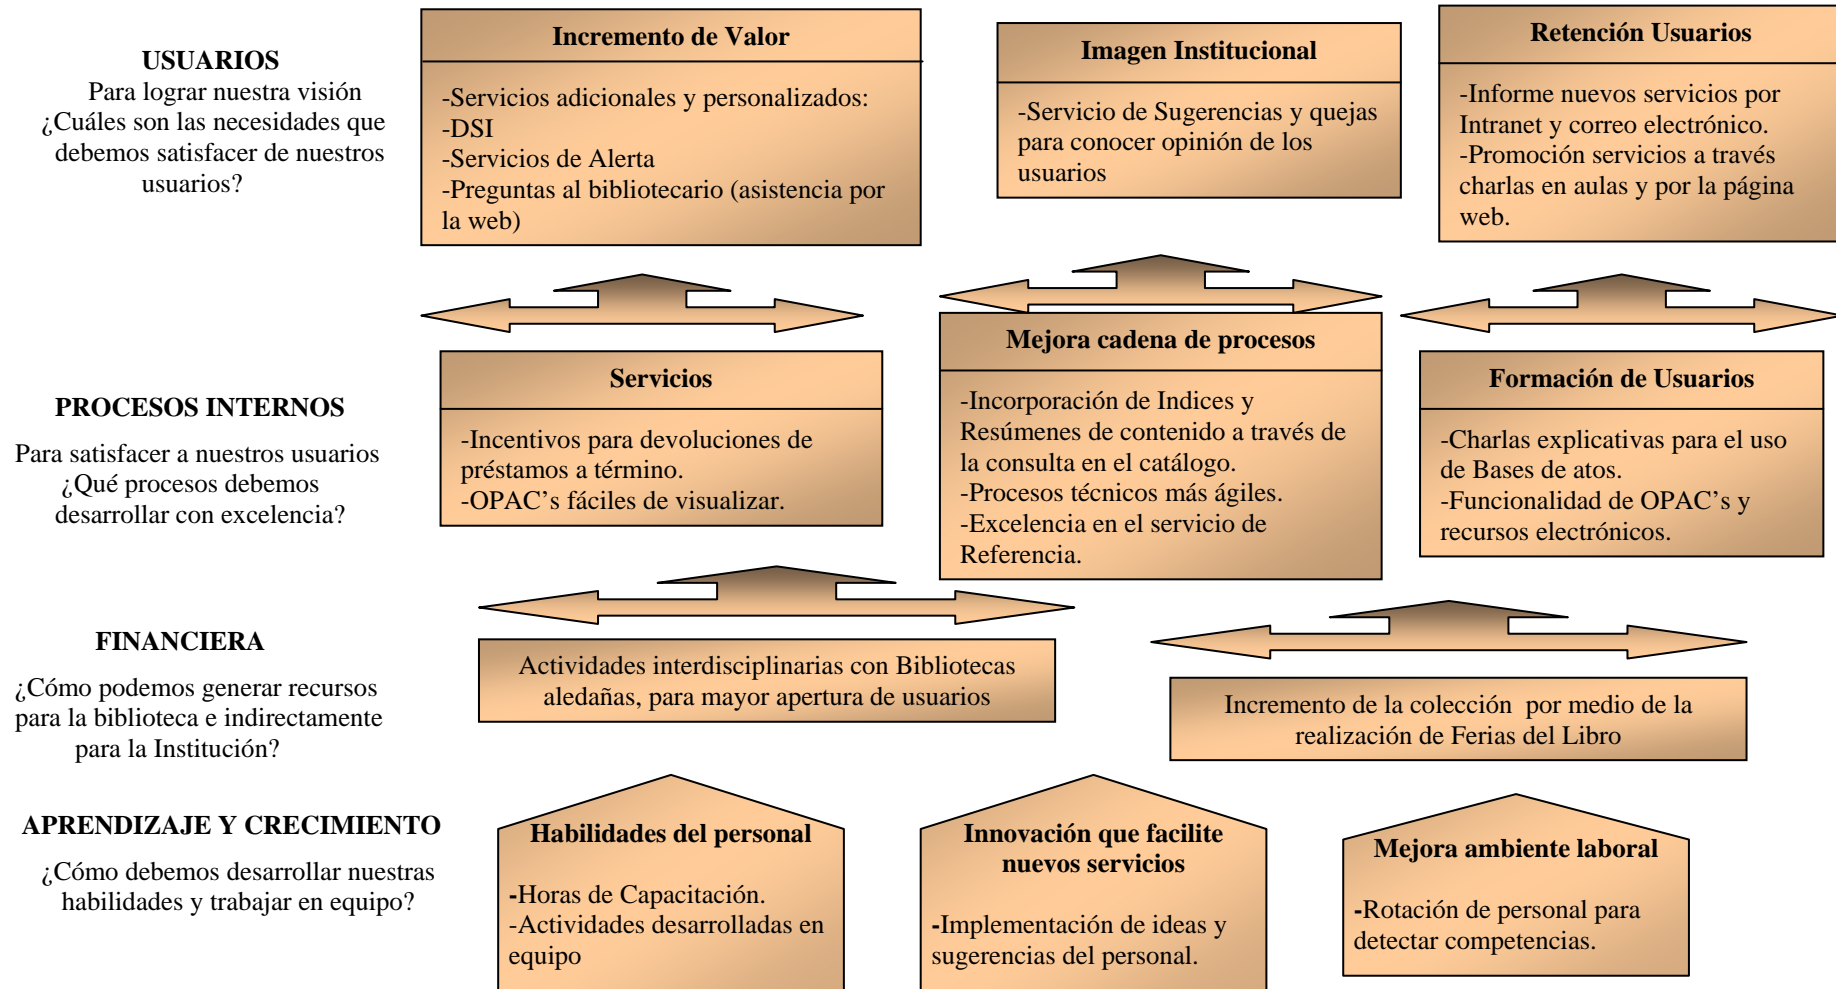 USUARIOS
Para lograr nuestra visión
¿Cuáles son las necesidades que
debemos satisfacer de nuestros
usuarios?
Incremento de Valor
-Servicios adicionales y personalizados:
-DSI
-Servicios de Alerta
-Preguntas al bibliotecario (asistencia por
la web)
Imagen Institucional
-Servicio de Sugerencias y quejas
para conocer opinión de los
usuarios
Retención Usuarios
-Informe nuevos servicios por
Intranet y correo electrónico.
-Promoción servicios a través
charlas en aulas y por la página
web.
PROCESOS INTERNOS
Para satisfacer a nuestros usuarios
¿Qué procesos debemos
desarrollar con excelencia?
Servicios
-Incentivos para devoluciones de
préstamos a término.
-OPAC’s fáciles de visualizar.
Mejora cadena de procesos
-Incorporación de Indices y
Resúmenes de contenido a través de
la consulta en el catálogo.
-Procesos técnicos más ágiles.
-Excelencia en el servicio de
Referencia.
Formación de Usuarios
-Charlas explicativas para el uso
de Bases de atos.
-Funcionalidad de OPAC’s y
recursos electrónicos.
FINANCIERA
¿Cómo podemos generar recursos
para la biblioteca e indirectamente
para la Institución?
Actividades interdisciplinarias con Bibliotecas
aledañas, para mayor apertura de usuarios
Incremento de la colección por medio de la
realización de Ferias del Libro
APRENDIZAJE Y CRECIMIENTO
¿Cómo debemos desarrollar nuestras
habilidades y trabajar en equipo?
Habilidades del personal
-Horas de Capacitación.
-Actividades desarrolladas en
equipo
Innovación que facilite
nuevos servicios
-Implementación de ideas y
sugerencias del personal.
Mejora ambiente laboral
-Rotación de personal para
detectar competencias.